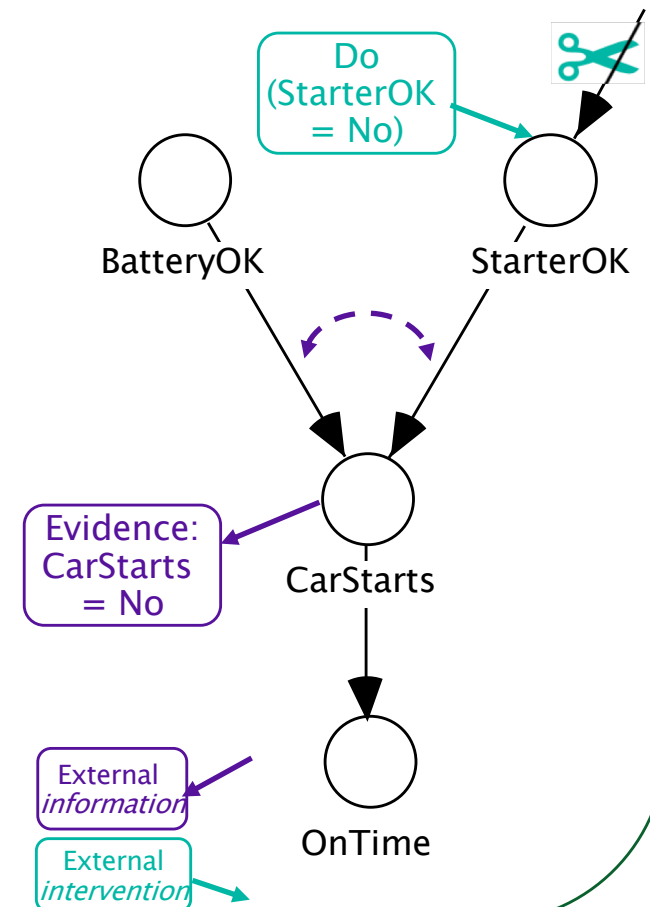 Do
(StarterOK
= No)
BatteryOK
StarterOK
Evidence:
CarStarts
= No
CarStarts
External
information
OnTime
External
intervention